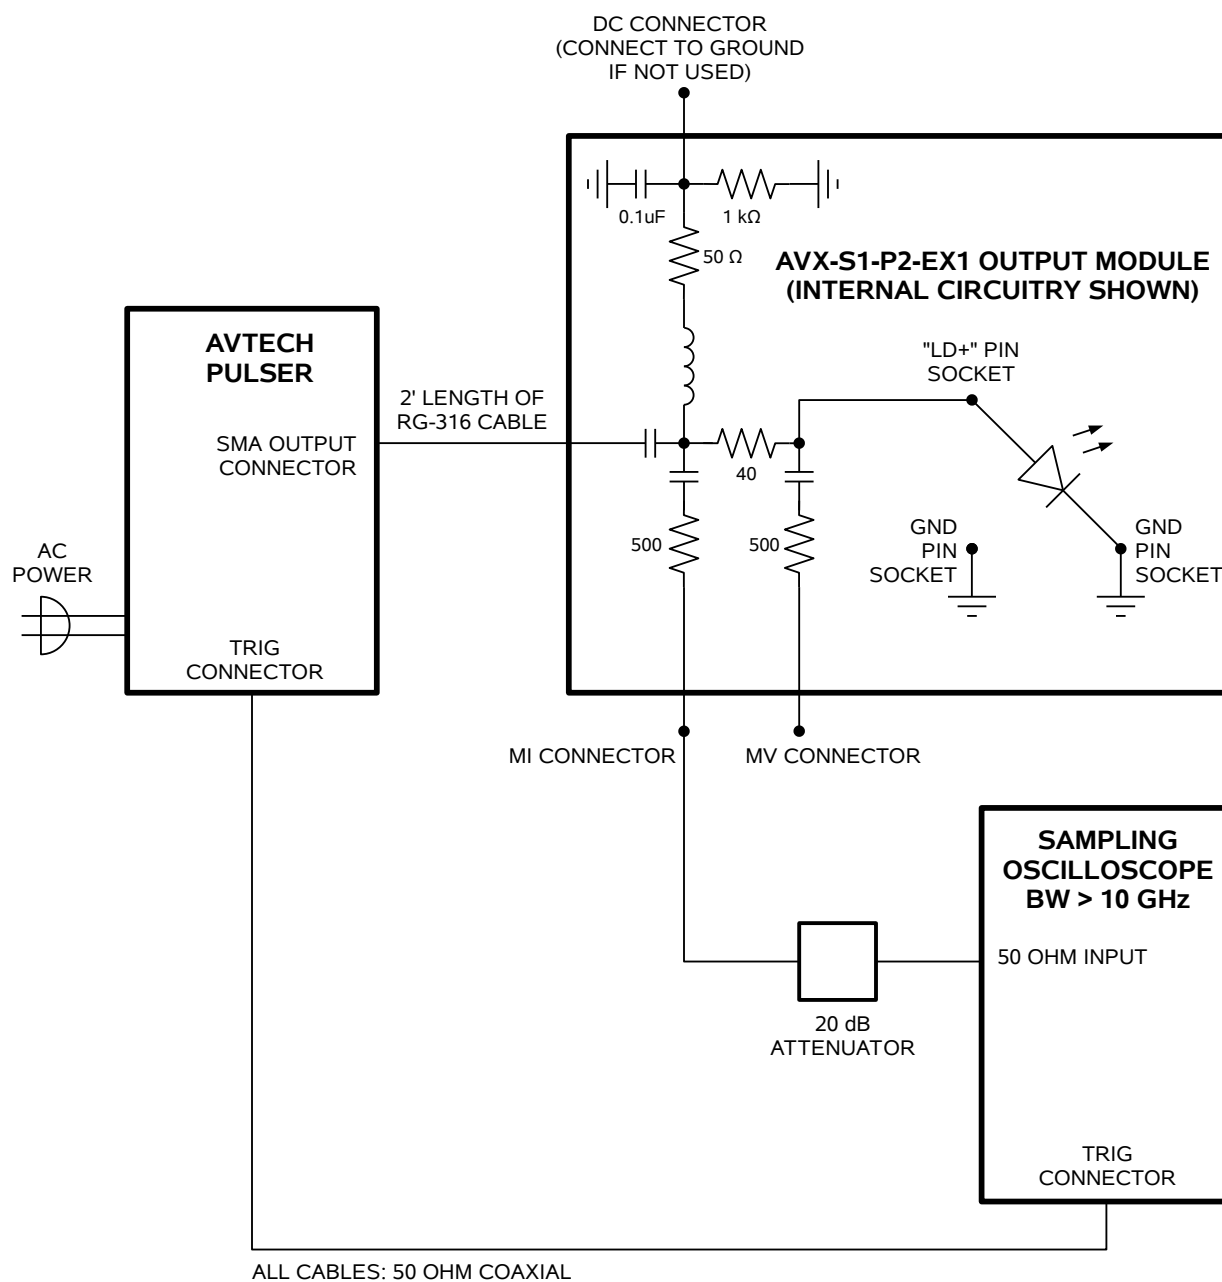 DC CONNECTOR
(CONNECT TO GROUND
IF NOT USED)
0.1uF
1 kΩ
50 Ω
AVX-S1-P2-EX1 OUTPUT MODULE
(INTERNAL CIRCUITRY SHOWN)
AVTECH
PULSER
"LD+" PIN
SOCKET
2' LENGTH OF
RG-316 CABLE
SMA OUTPUT
CONNECTOR
40
500
500
GND
PIN
SOCKET
GND
PIN
SOCKET
AC
POWER
TRIG
CONNECTOR
MI CONNECTOR
MV CONNECTOR
SAMPLING
OSCILLOSCOPE
BW > 10 GHz
50 OHM INPUT
20 dB
ATTENUATOR
TRIG
CONNECTOR
ALL CABLES: 50 OHM COAXIAL